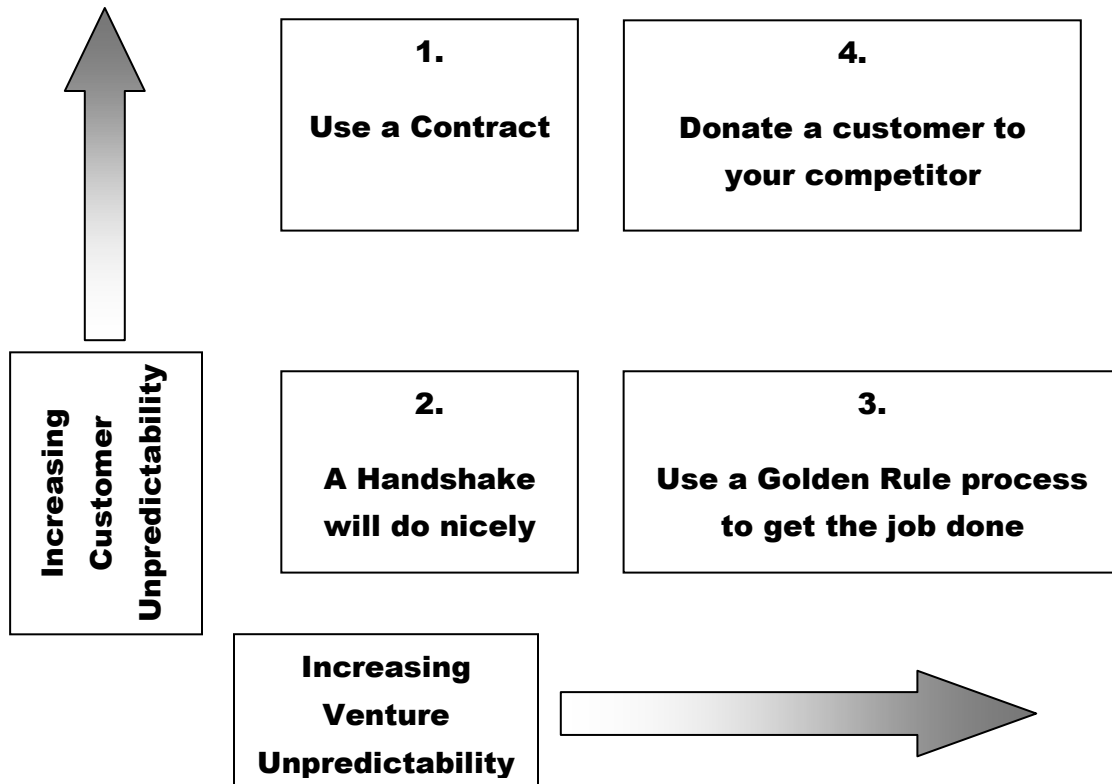 1.
Use a Contract
4.
Donate a customer to
your competitor
Increasing
Customer
Unpredictability
2.
A Handshake
will do nicely
3.
Use a Golden Rule process
to get the job done
Increasing
Venture
Unpredictability